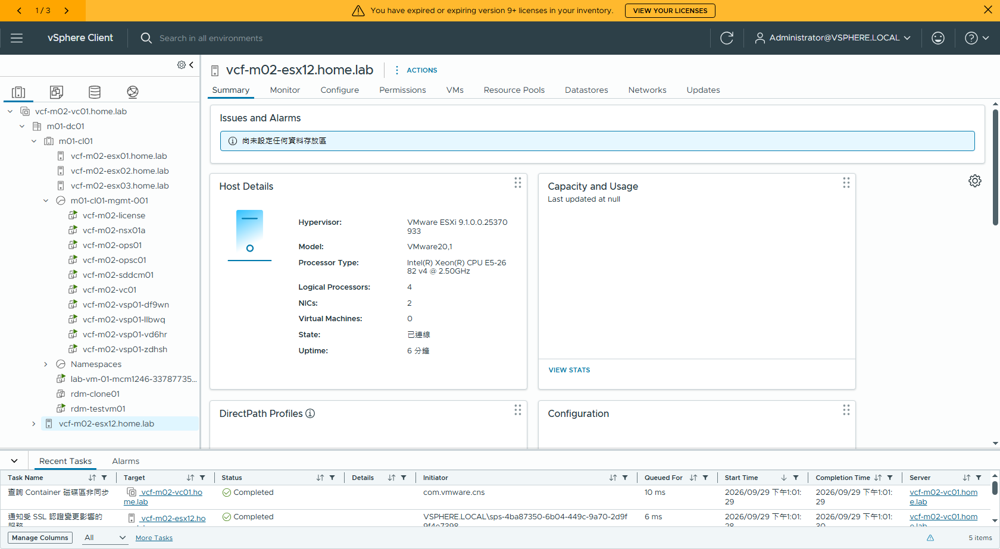 1 / 3
You have expired or expiring version 9+ licenses in your inventory.
VIEW YOUR LICENSES
vSphere Client
Search in all environments
Administrator@VSPHERE.LOCAL
vcf-m02-vc01.home.lab
m01-dc01
m01-cl01
vcf-m02-esx01.home.lab
vcf-m02-esx02.home.lab
vcf-m02-esx03.home.lab
m01-cl01-mgmt-001
vcf-m02-license
vcf-m02-nsx01a
vcf-m02-ops01
vcf-m02-opsc01
vcf-m02-sddcm01
vcf-m02-vc01
vcf-m02-vsp01-df9wn
vcf-m02-vsp01-llbwq
vcf-m02-vsp01-vd6hr
vcf-m02-vsp01-zdhsh
Namespaces
lab-vm-01-mcm1246-33787735...
rdm-clone01
rdm-testvm01
vcf-m02-esx12.home.lab
vcf-m02-esx12.home.lab
ACTIONS
Summary Monitor Configure Permissions VMs Resource Pools Datastores Networks Updates
Issues and Alarms
尚未設定任何資料存放區
Host Details
Hypervisor: VMware ESXi 9.1.0.0.25370
933
Model: VMware20,1
Processor Type: Intel(R) Xeon(R) CPU E5-26
82 v4 @ 2.50GHz
Logical Processors: 4
NICs: 2
Virtual Machines: 0
State: 已連線
Uptime: 6 分鐘
Capacity and Usage
Last updated at null
VIEW STATS
DirectPath Profiles
Configuration
Recent Tasks Alarms
Task Name Target Status Details Initiator Queued For Start Time Completion Time Server
查詢 Container 磁碟區非同步 vcf-m02-vc01.ho Completed com.vmware.cns 10 ms 2026/09/29 下午1:01: 2026/09/29 下午1:01: vcf-m02-vc01.hom
me.lab 29 29 e.lab
通知受 SSL 認證變更影響的 vcf-m02-esx12.ho Completed VSPHERE.LOCAL\sps-4ba87350-6b04-449c-9a70-2d9f 6 ms 2026/09/29 下午1:01: 2026/09/29 下午1:01: vcf-m02-vc01.hom
Manage Columns All More Tasks 5 items